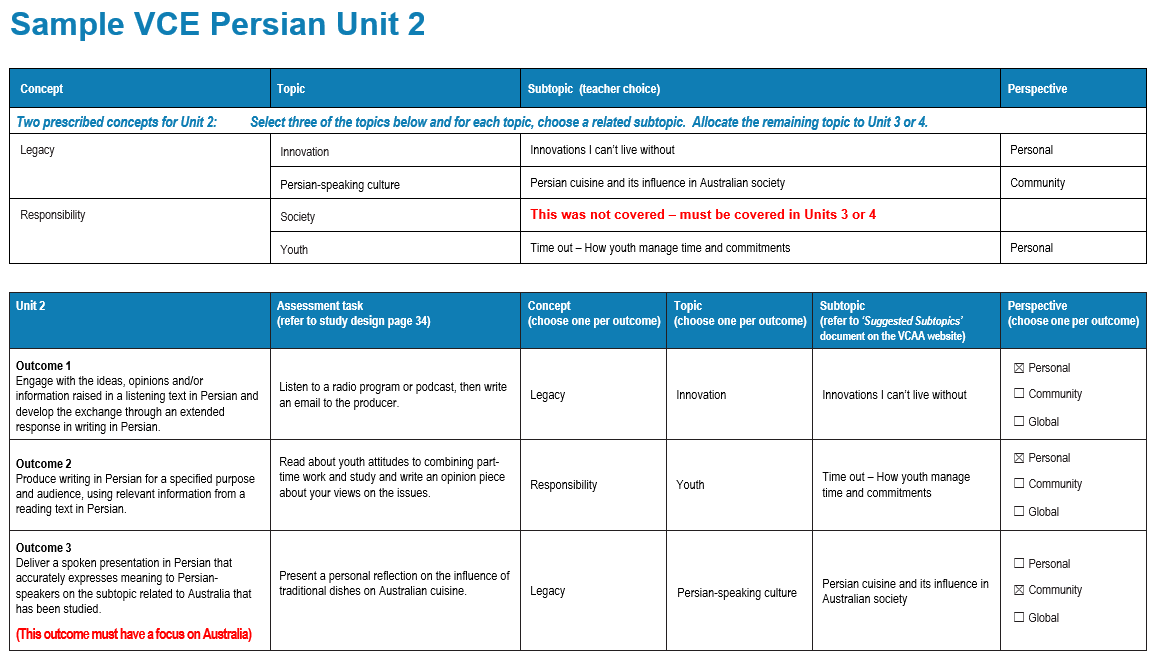 Sample VCE Persian Unit 2
Concept
Topic
Subtopic (teacher choice)
Perspective
Two prescribed concepts for Unit 2: Select three of the topics below and for each topic, choose a related subtopic. Allocate the remaining topic to Unit 3 or 4.
Legacy
Innovation
Innovations I can't live without
Personal
Persian-speaking culture
Persian cuisine and its influence in Australian society
Community
Responsibility
Society
This was not covered – must be covered in Units 3 or 4
Youth
Time out – How youth manage time and commitments
Personal
Unit 2
Assessment task
(refer to study design page 34)
Concept
(choose one per outcome)
Topic
(choose one per outcome)
Subtopic
(refer to 'Suggested Subtopics'
document on the VCAA website)
Perspective
(choose one per outcome)
Outcome 1
Engage with the ideas, opinions and/or
information raised in a listening text in Persian and
develop the exchange through an extended
response in writing in Persian.
Listen to a radio program or podcast, then write
an email to the producer.
Legacy
Innovation
Innovations I can't live without
☒ Personal
☐ Community
☐ Global
Outcome 2
Produce writing in Persian for a specified purpose
and audience, using relevant information from a
reading text in Persian.
Read about youth attitudes to combining part-
time work and study and write an opinion piece
about your views on the issues.
Responsibility
Youth
Time out – How youth manage
time and commitments
☒ Personal
☐ Community
☐ Global
Outcome 3
Deliver a spoken presentation in Persian that
accurately expresses meaning to Persian-
speakers on the subtopic related to Australia that
has been studied.
(This outcome must have a focus on Australia)
Present a personal reflection on the influence of
traditional dishes on Australian cuisine.
Legacy
Persian-speaking culture
Persian cuisine and its influence in
Australian society
☐ Personal
☒ Community
☐ Global